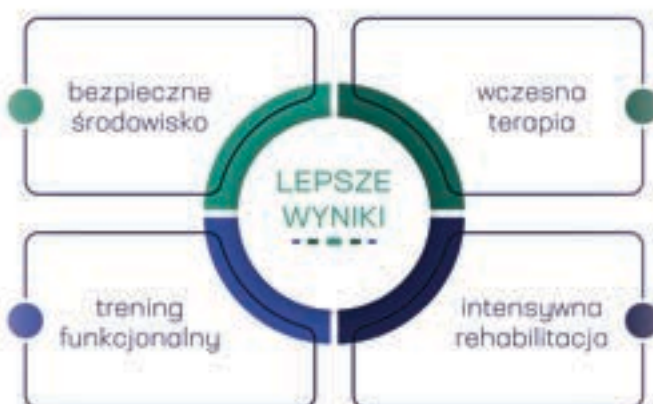 bezpieczne
środowisko
wczesna
terapia
LEPSZE
WYNIKI
trening
funkcjonalny
intensywna
rehabilitacja